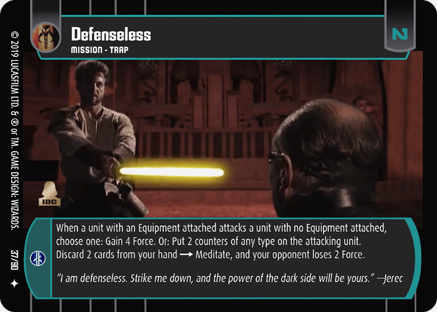 Defenseless
MISSION • TRAP
N
IDC
When a unit with an Equipment attached attacks a unit with no Equipment attached,
choose one: Gain 4 Force. Or: Put 2 counters of any type on the attacking unit.
Discard 2 cards from your hand → Meditate, and your opponent loses 2 Force.
"I am defenseless. Strike me down, and the power of the dark side will be yours." —Jerec
© 2019 LUCASFILM LTD. & ® or TM. GAME DESIGN: WIZARDS.
37/90